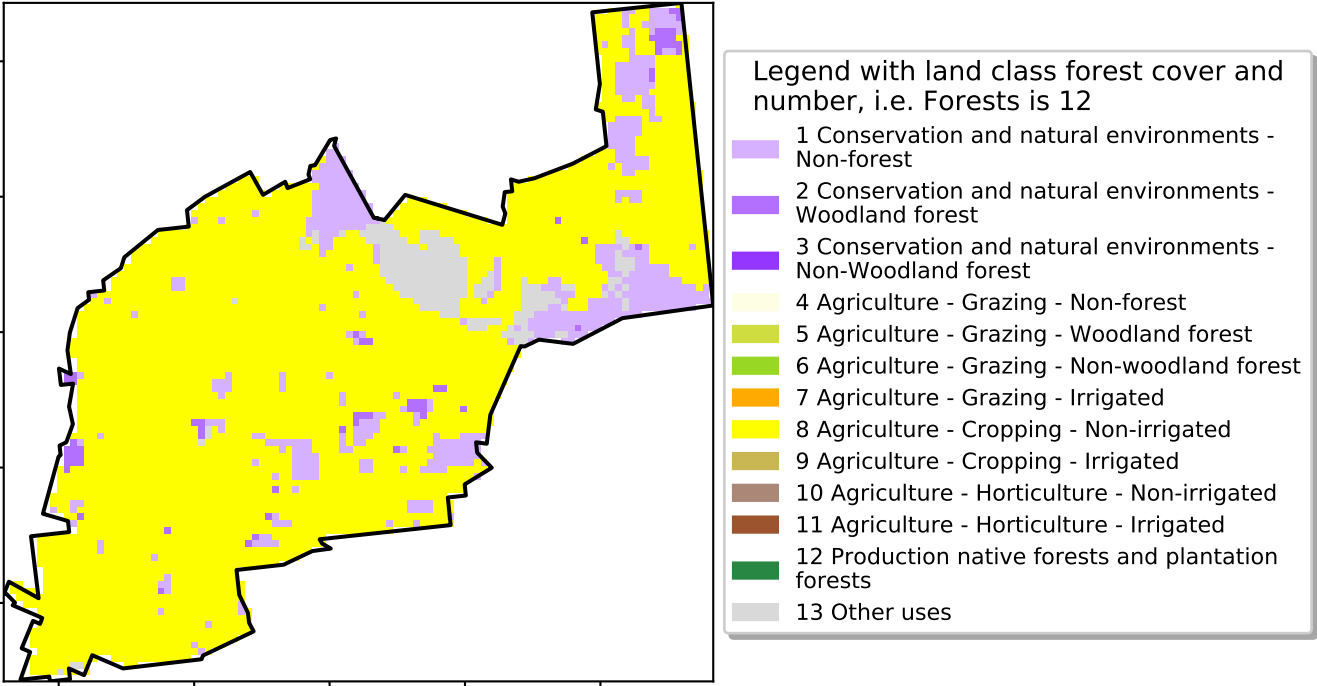 Legend with land class forest cover and
number, i.e. Forests is 12
1 Conservation and natural environments -
Non-forest
2 Conservation and natural environments -
Woodland forest
3 Conservation and natural environments -
Non-Woodland forest
4 Agriculture - Grazing - Non-forest
5 Agriculture - Grazing - Woodland forest
6 Agriculture - Grazing - Non-woodland forest
7 Agriculture - Grazing - Irrigated
8 Agriculture - Cropping - Non-irrigated
9 Agriculture - Cropping - Irrigated
10 Agriculture - Horticulture - Non-irrigated
11 Agriculture - Horticulture - Irrigated
12 Production native forests and plantation
forests
13 Other uses